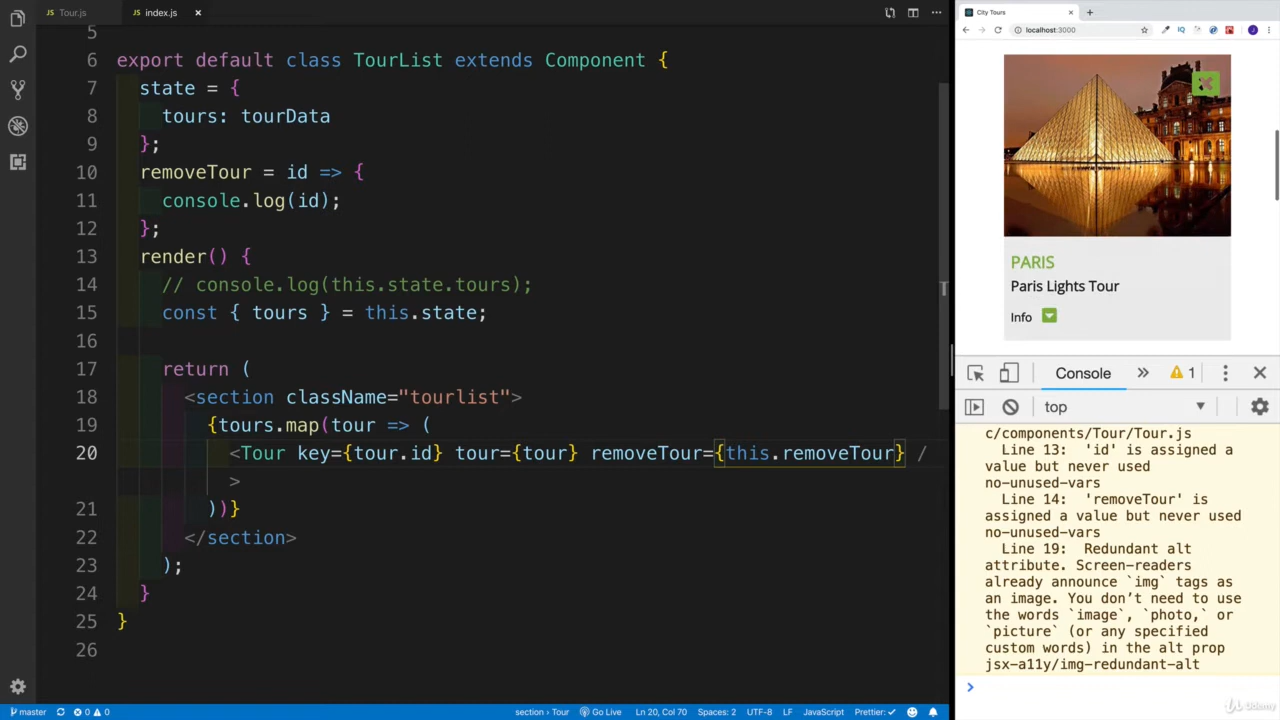 Tour.js
index.js
5
6 export default class TourList extends Component {
7 state = {
8 tours: tourData
9 };
10 removeTour = id => {
11 console.log(id);
12 };
13 render() {
14 // console.log(this.state.tours);
15 const { tours } = this.state;
16
17 return (
18 <section className="tourlist">
19 {tours.map(tour => (
20 <Tour key={tour.id} tour={tour} removeTour={this.removeTour} /
>
21 ))}
22 </section>
23 );
24 }
25 }
26
master
0
0
section › Tour
Go Live
Ln 20, Col 70
Spaces: 2
UTF-8
LF
JavaScript
Prettier: ✓
City Tours
localhost:3000
IQ
J
PARIS
Paris Lights Tour
Info
Console
1
top
c/components/Tour/Tour.js
Line 13: 'id' is assigned a
value but never used
no-unused-vars
Line 14: 'removeTour' is
assigned a value but never used
no-unused-vars
Line 19: Redundant alt
attribute. Screen-readers
already announce `img` tags as
an image. You don’t need to use
the words `image`, `photo,` or
`picture` (or any specified
custom words) in the alt prop
jsx-a11y/img-redundant-alt
Udemy